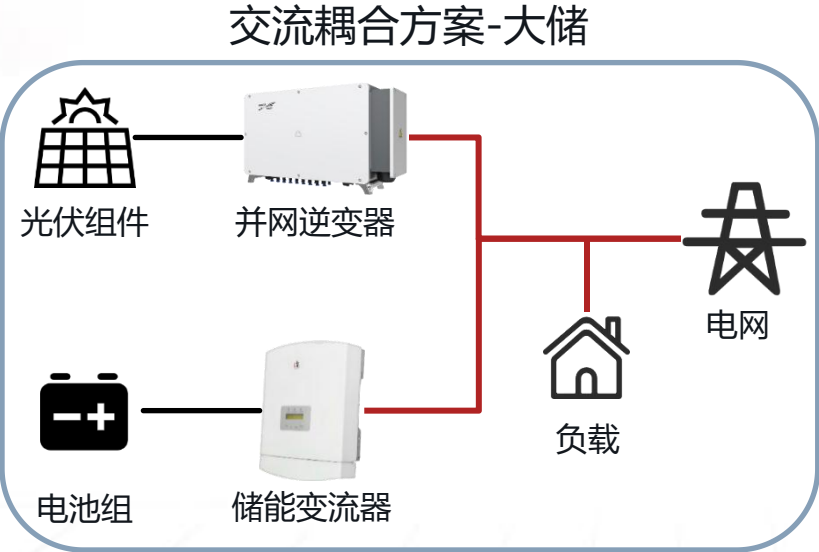 交流耦合方案-大储
光伏组件
并网逆变器
电网
负载
电池组
储能变流器